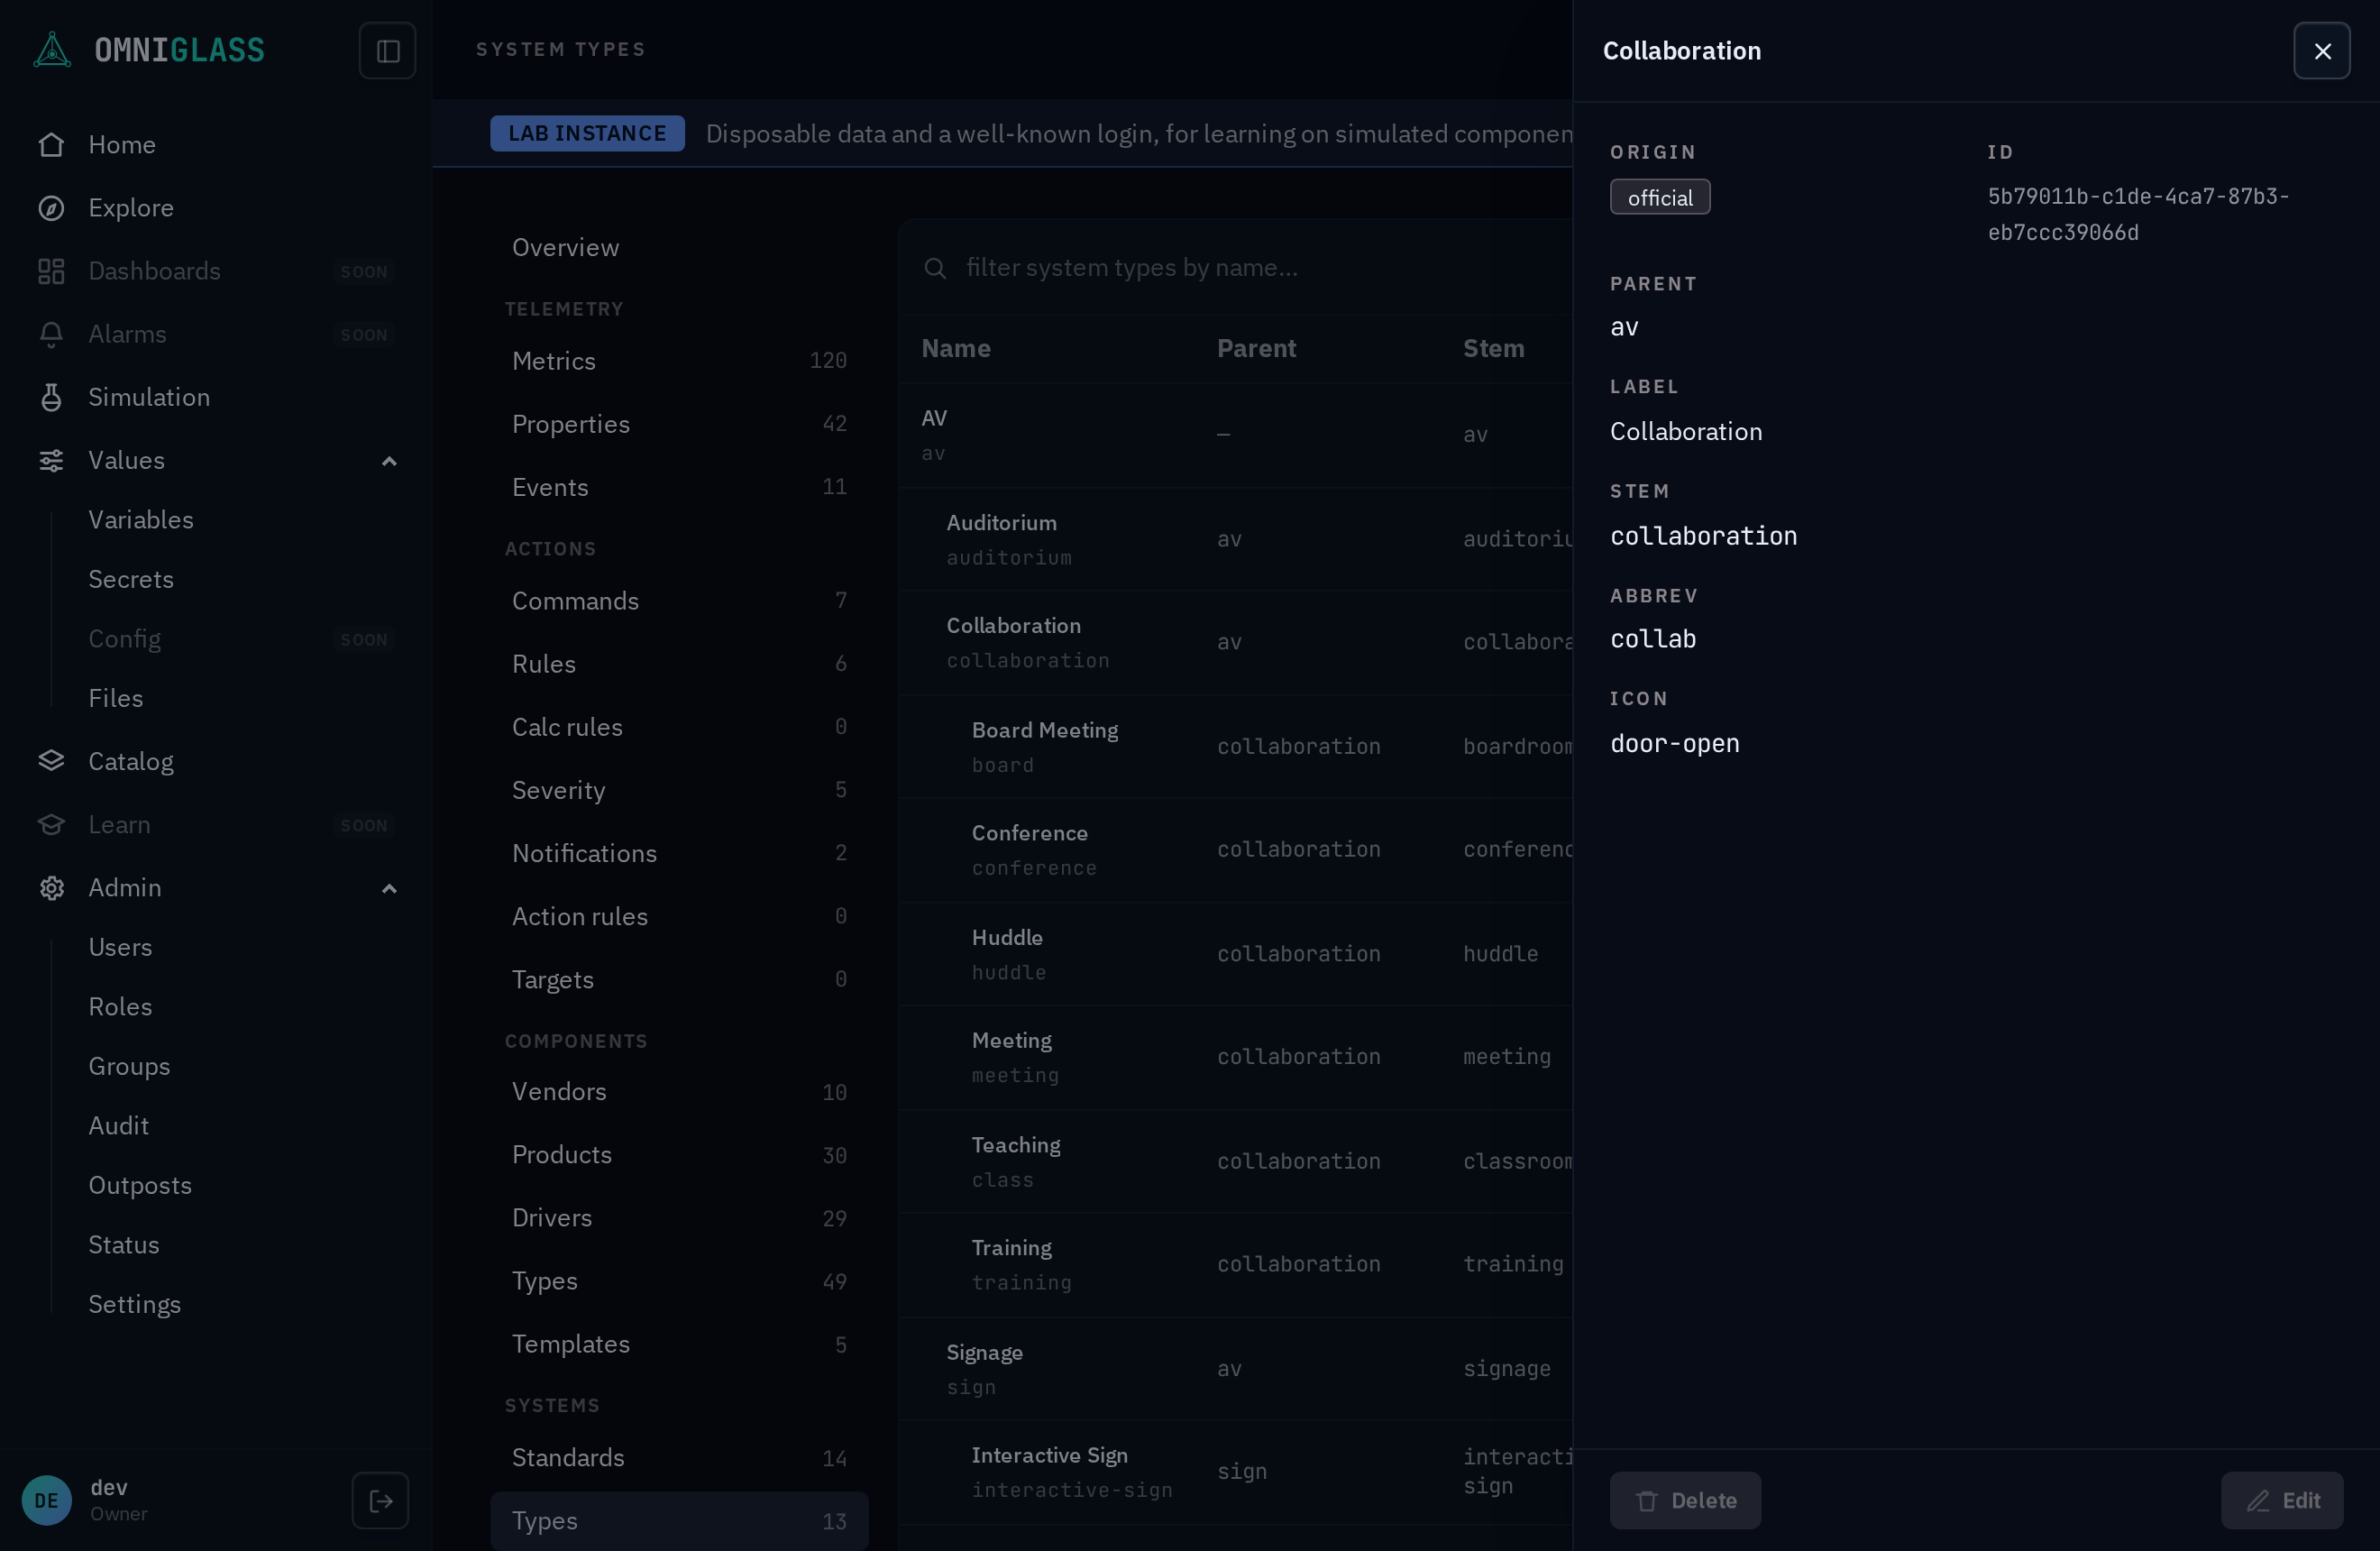 OMNIGLASS
Home
Explore
Dashboards SOON
Alarms SOON
Simulation
Values
Variables
Secrets
Config SOON
Files
Catalog
Learn SOON
Admin
Users
Roles
Groups
Audit
Outposts
Status
Settings
DE
dev
Owner
SYSTEM TYPES
LAB INSTANCE Disposable data and a well-known login, for learning on simulated componen
Overview
TELEMETRY
Metrics 120
Properties 42
Events 11
ACTIONS
Commands 7
Rules 6
Calc rules 0
Severity 5
Notifications 2
Action rules 0
Targets 0
COMPONENTS
Vendors 10
Products 30
Drivers 29
Types 49
Templates 5
SYSTEMS
Standards 14
Types 13
filter system types by name...
Name Parent Stem
AV
av
— av
Auditorium
auditorium
av auditoriu
Collaboration
collaboration
av collabora
Board Meeting
board
collaboration boardroom
Conference
conference
collaboration conferenc
Huddle
huddle
collaboration huddle
Meeting
meeting
collaboration meeting
Teaching
class
collaboration classroom
Training
training
collaboration training
Signage
sign
av signage
Interactive Sign
interactive-sign
sign
interacti
sign
Collaboration
ORIGIN
official
ID
5b79011b-c1de-4ca7-87b3-
eb7ccc39066d
PARENT
av
LABEL
Collaboration
STEM
collaboration
ABBREV
collab
ICON
door-open
Delete
Edit